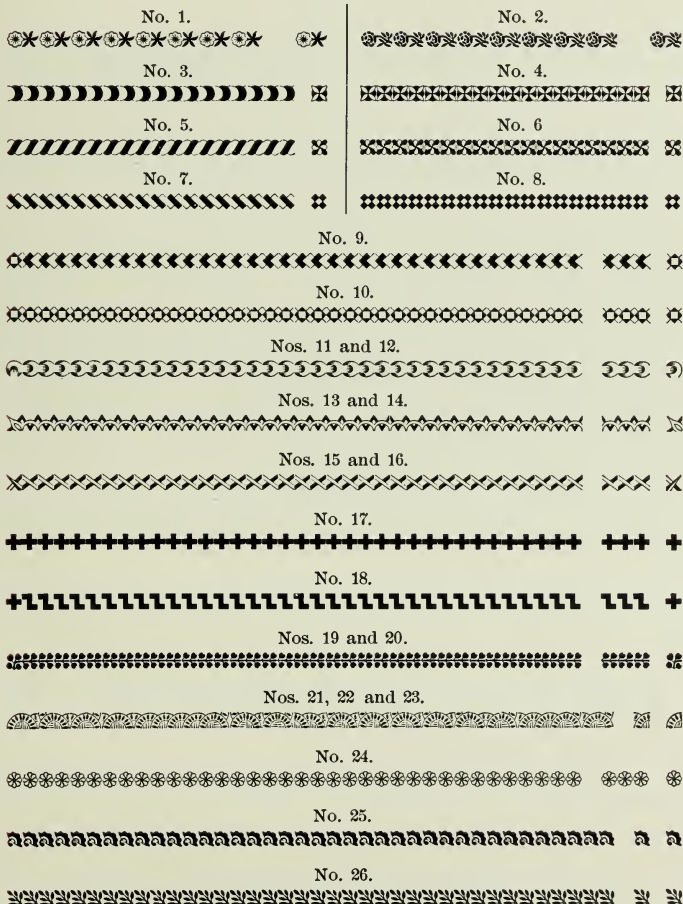 No. 1.
No. 2.
No. 3.
No. 4.
No. 5.
No. 6
No. 7.
No. 8.
No. 9.
No. 10.
Nos. 11 and 12.
Nos. 13 and 14.
Nos. 15 and 16.
No. 17.
No. 18.
Nos. 19 and 20.
Nos. 21, 22 and 23.
No. 24.
No. 25.
No. 26.